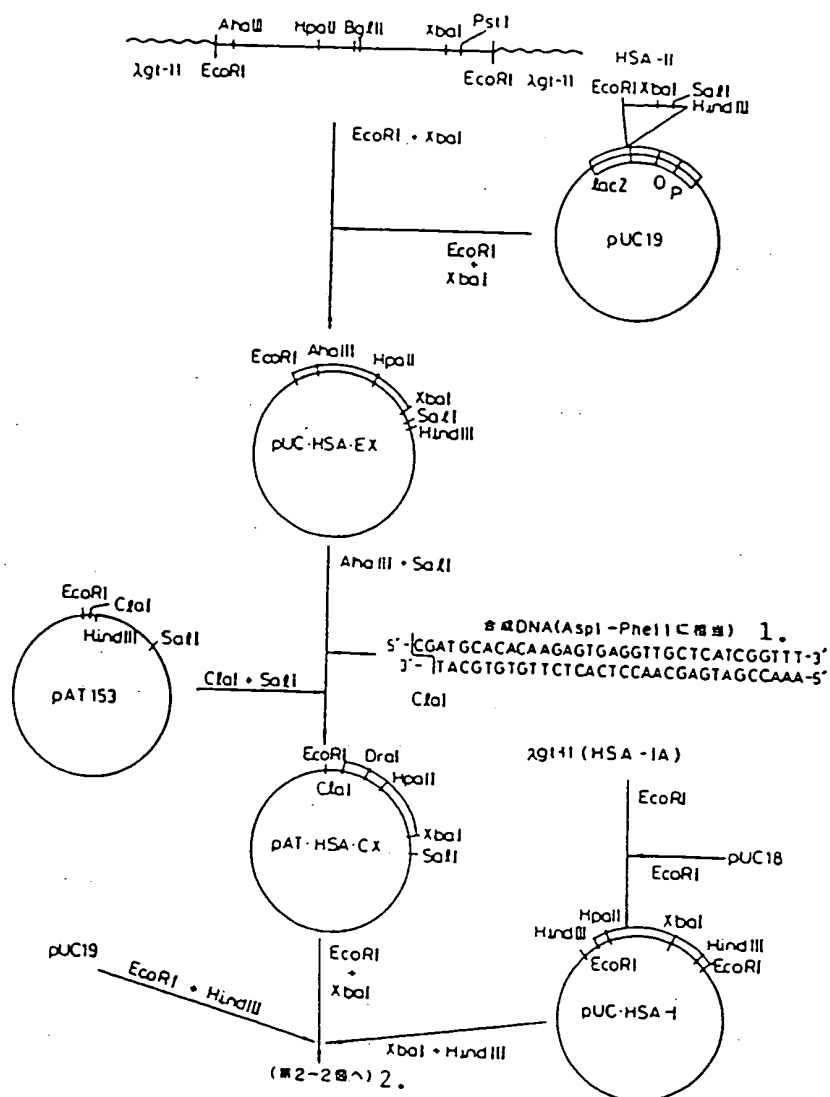 AhaIII HpaII BglII XbaI PstI
λgt-11 EcoRI EcoRI λgt-11
HSA-II
EcoRI XbaI SalI
HindIII
EcoRI + XbaI
lacZ O P
pUC19
EcoRI
+
XbaI
EcoRI AhaIII HpaII
XbaI
SalI
HindIII
pUC·HSA·EX
AhaIII + SalI
EcoRI ClaI
HindIII SalI
pAT153
合成DNA(Asp1-Phe11に相当) 1.
5'-CGATGCACACAAGAGTGAGGTTGCTCATCGGTTT-3'
3'-TACGTGTGTTCTCACTCCAACGAGTAGCCAAA-5'
ClaI
ClaI + SalI
EcoRI DraI
HpaII
ClaI
XbaI
SalI
pAT·HSA·CX
λgt11 (HSA-IA)
EcoRI
pUC18
EcoRI
HpaII XbaI
HindIII HindIII
EcoRI EcoRI
pUC·HSA-I
pUC19
EcoRI + HindIII
EcoRI
+
XbaI
XbaI + HindIII
(第2-2図へ) 2.